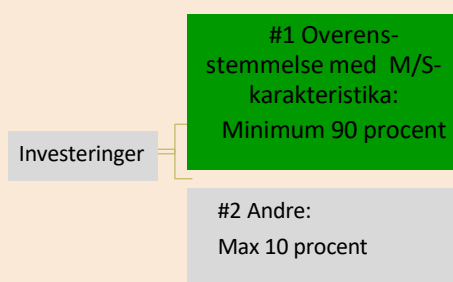 #1 Overens-
stemmelse med M/S-
karakteristika:
Minimum 90 procent
Investeringer
#2 Andre:
Max 10 procent